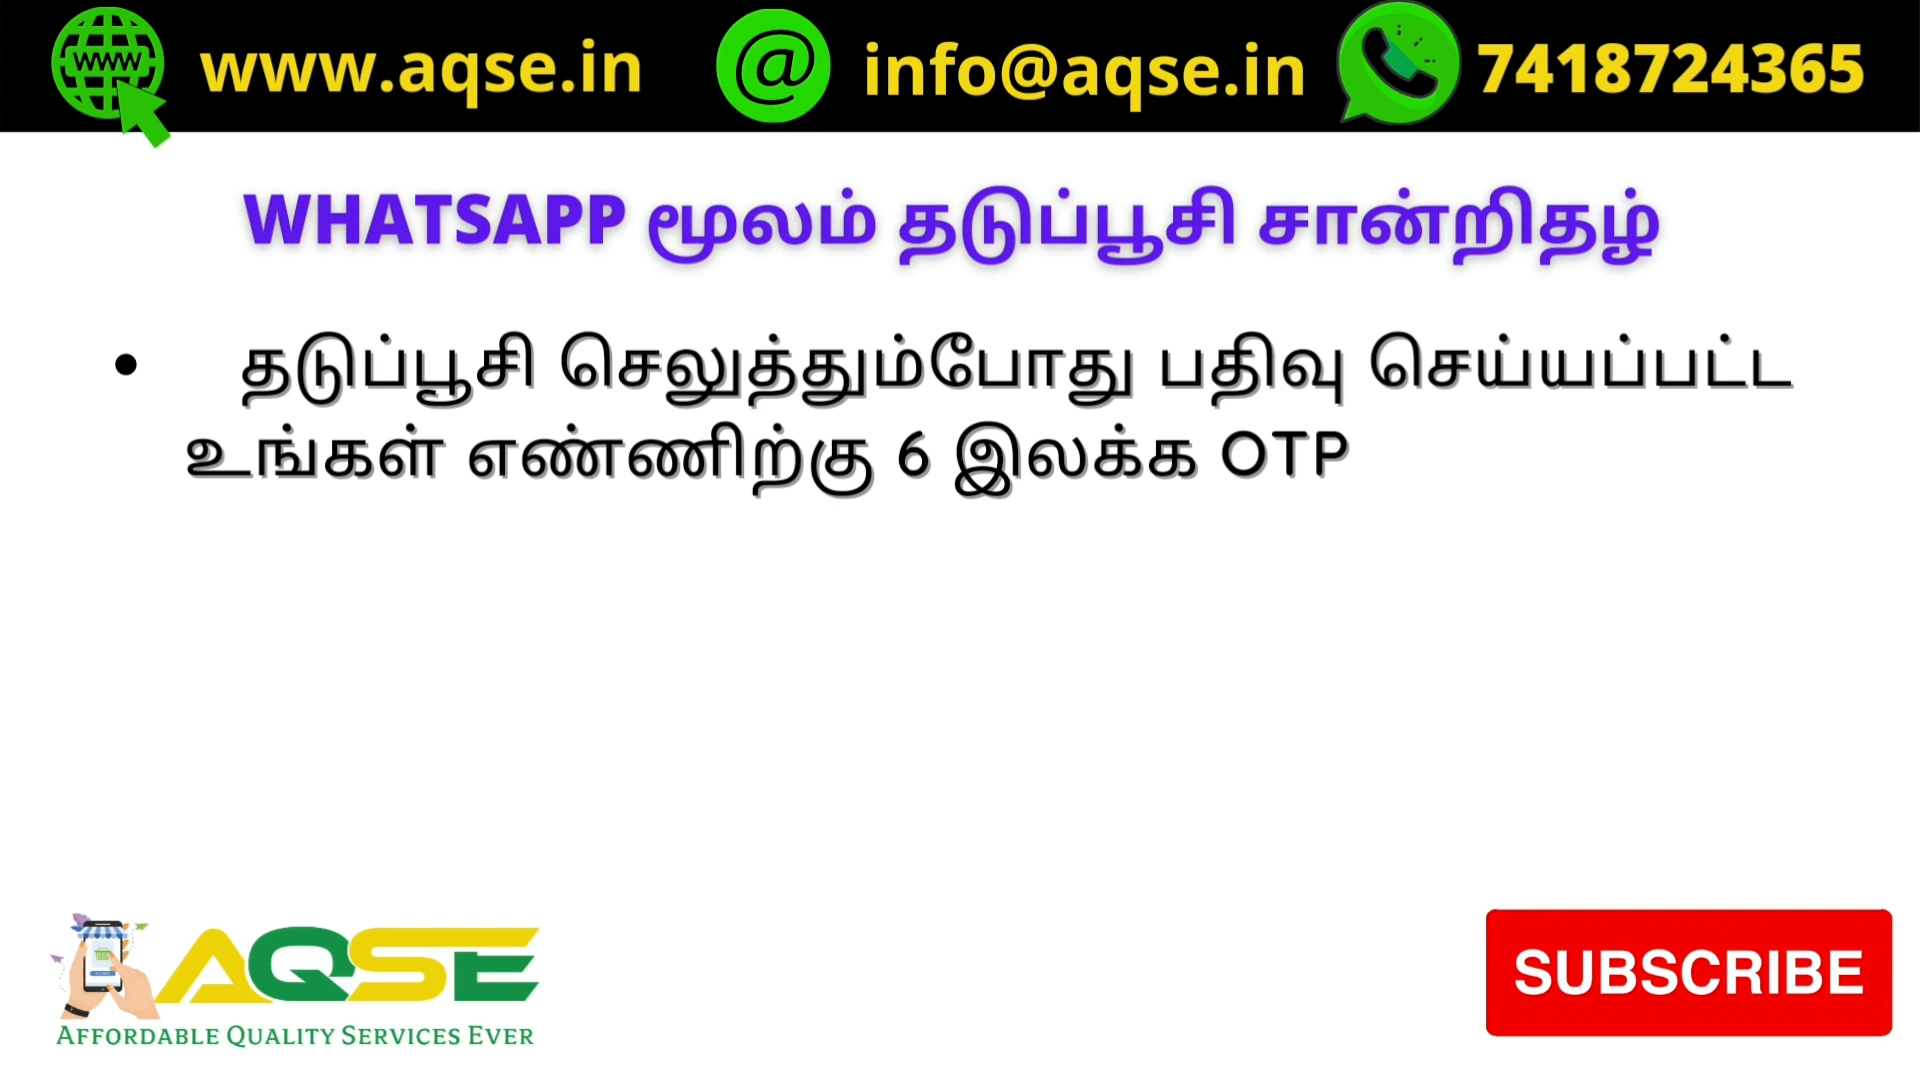 www www.aqse.in @ info@aqse.in 7418724365
WHATSAPP மூலம் தடுப்பூசி சான்றிதழ்
• தடுப்பூசி செலுத்தும்போது பதிவு செய்யப்பட்ட
உங்கள் எண்ணிற்கு 6 இலக்க OTP
AQSE
AFFORDABLE QUALITY SERVICES EVER
SUBSCRIBE